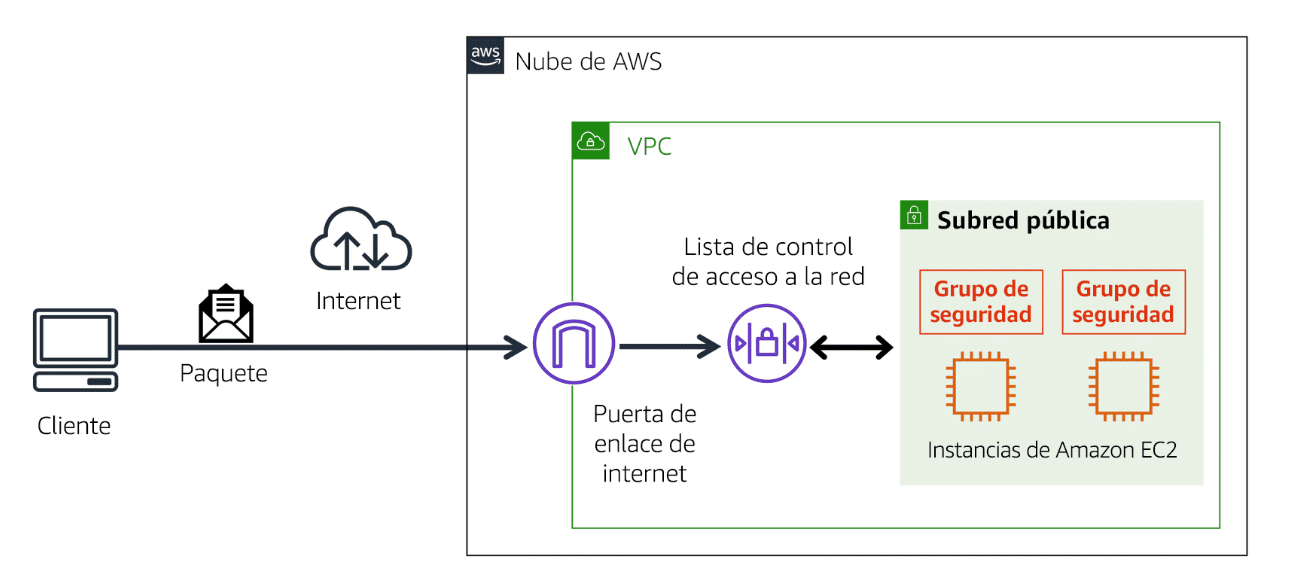 aws
Nube de AWS
VPC
Subred pública
Lista de control
de acceso a la red
Grupo de
seguridad
Grupo de
seguridad
Internet
Paquete
Cliente
Puerta de
enlace de
internet
Instancias de Amazon EC2